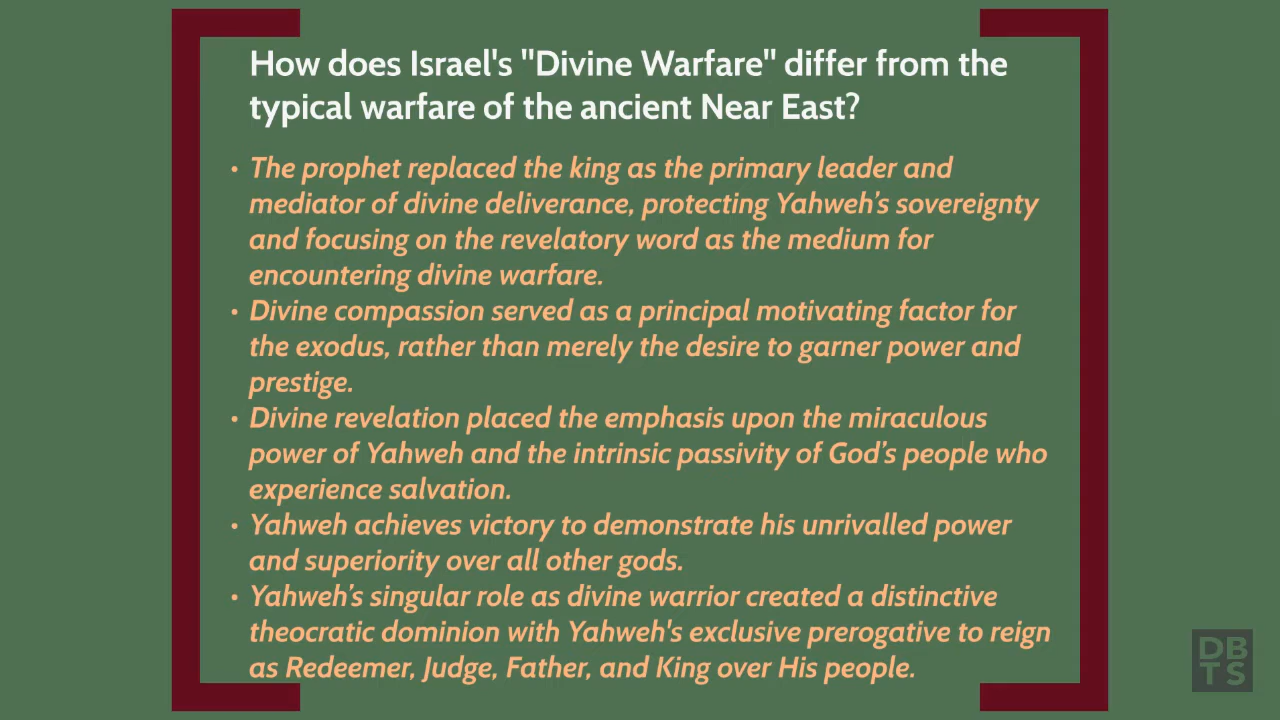 How does Israel's "Divine Warfare" differ from the
typical warfare of the ancient Near East?
• The prophet replaced the king as the primary leader and
mediator of divine deliverance, protecting Yahweh’s sovereignty
and focusing on the revelatory word as the medium for
encountering divine warfare.
• Divine compassion served as a principal motivating factor for
the exodus, rather than merely the desire to garner power and
prestige.
• Divine revelation placed the emphasis upon the miraculous
power of Yahweh and the intrinsic passivity of God’s people who
experience salvation.
• Yahweh achieves victory to demonstrate his unrivalled power
and superiority over all other gods.
• Yahweh’s singular role as divine warrior created a distinctive
theocratic dominion with Yahweh's exclusive prerogative to reign
as Redeemer, Judge, Father, and King over His people.
DB
TS